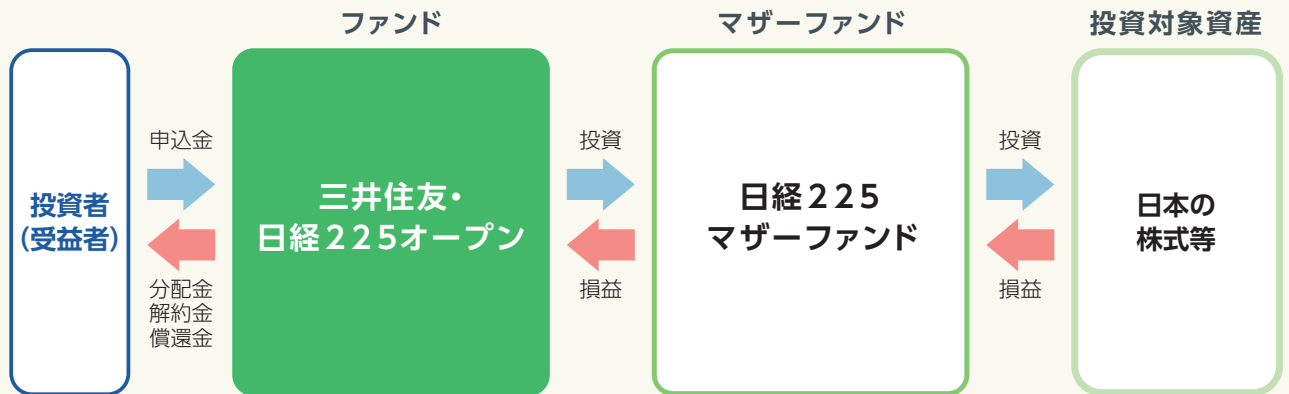 ファンド
マザーファンド
投資対象資産
投資者
(受益者)
申込金
分配金
解約金
償還金
三井住友・
日経225オープン
投資
損益
日経225
マザーファンド
投資
損益
日本の
株式等